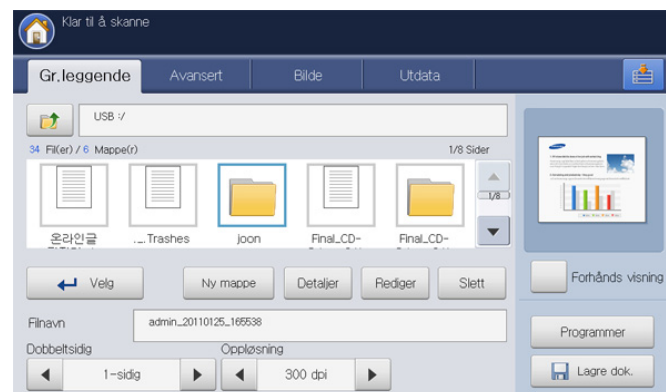 Klar til å skanne
Gr.leggende Avansert Bilde Utdata
USB :/
34 Fil(er) / 6 Mappe(r) 1/8 Sider
온라인글 ._.Trashes joon Final_CD- Final_CD-
1/8
Velg Ny mappe Detaljer Rediger Slett
Forhånds visning
Filnavn admin_20110125_165538
Programmer
Dobbeltsidig Oppløsning
1-sidig 300 dpi Lagre dok.